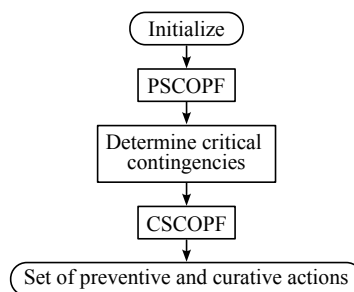 Initialize
PSCOPF
Determine critical
contingencies
CSCOPF
Set of preventive and curative actions